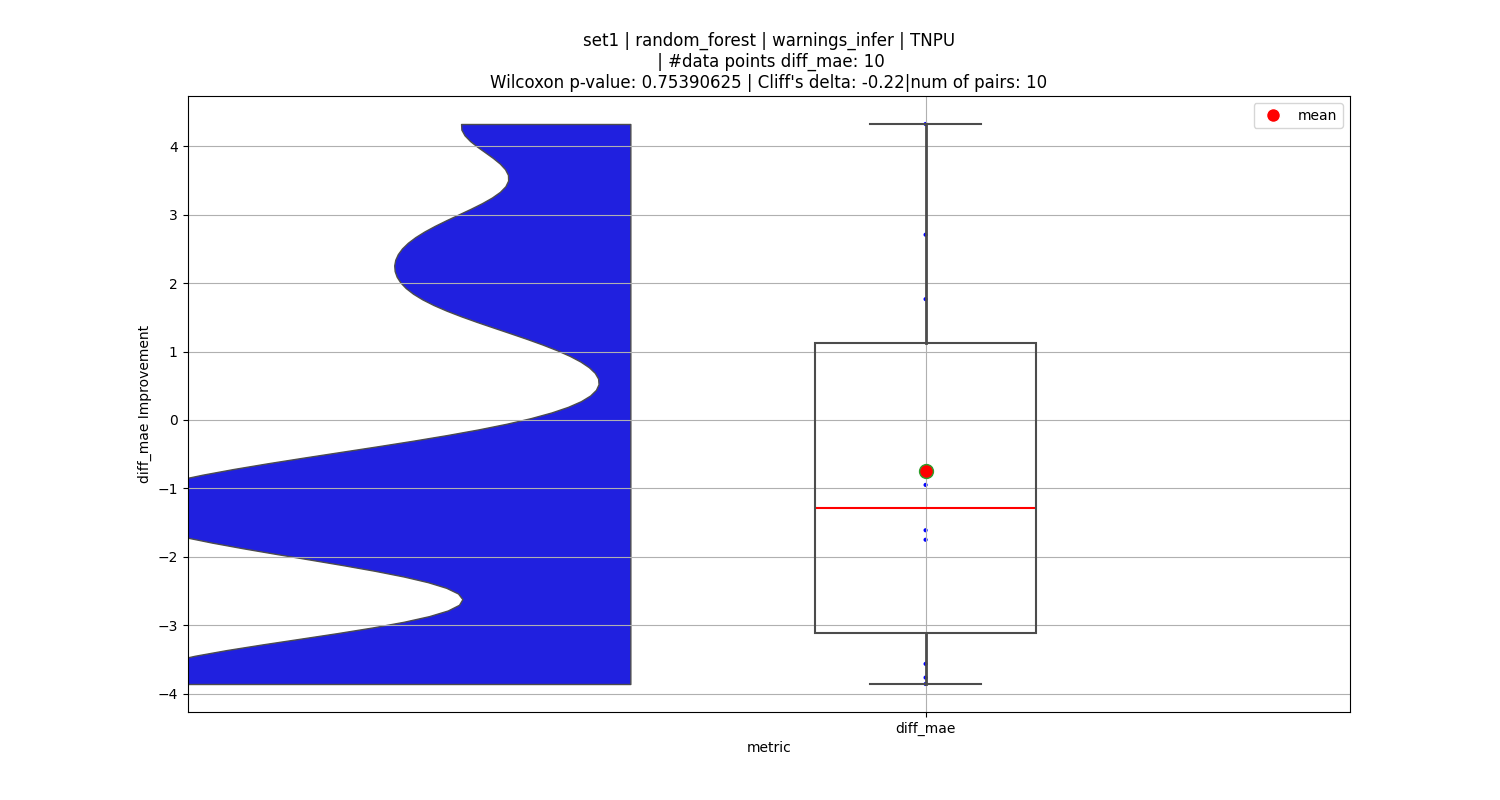 set1 | random_forest | warnings_infer | TNPU
| #data points diff_mae: 10
Wilcoxon p-value: 0.75390625 | Cliff's delta: -0.22|num of pairs: 10
mean
4
3
2
1
0
−1
−2
−3
−4
diff_mae Improvement
diff_mae
metric